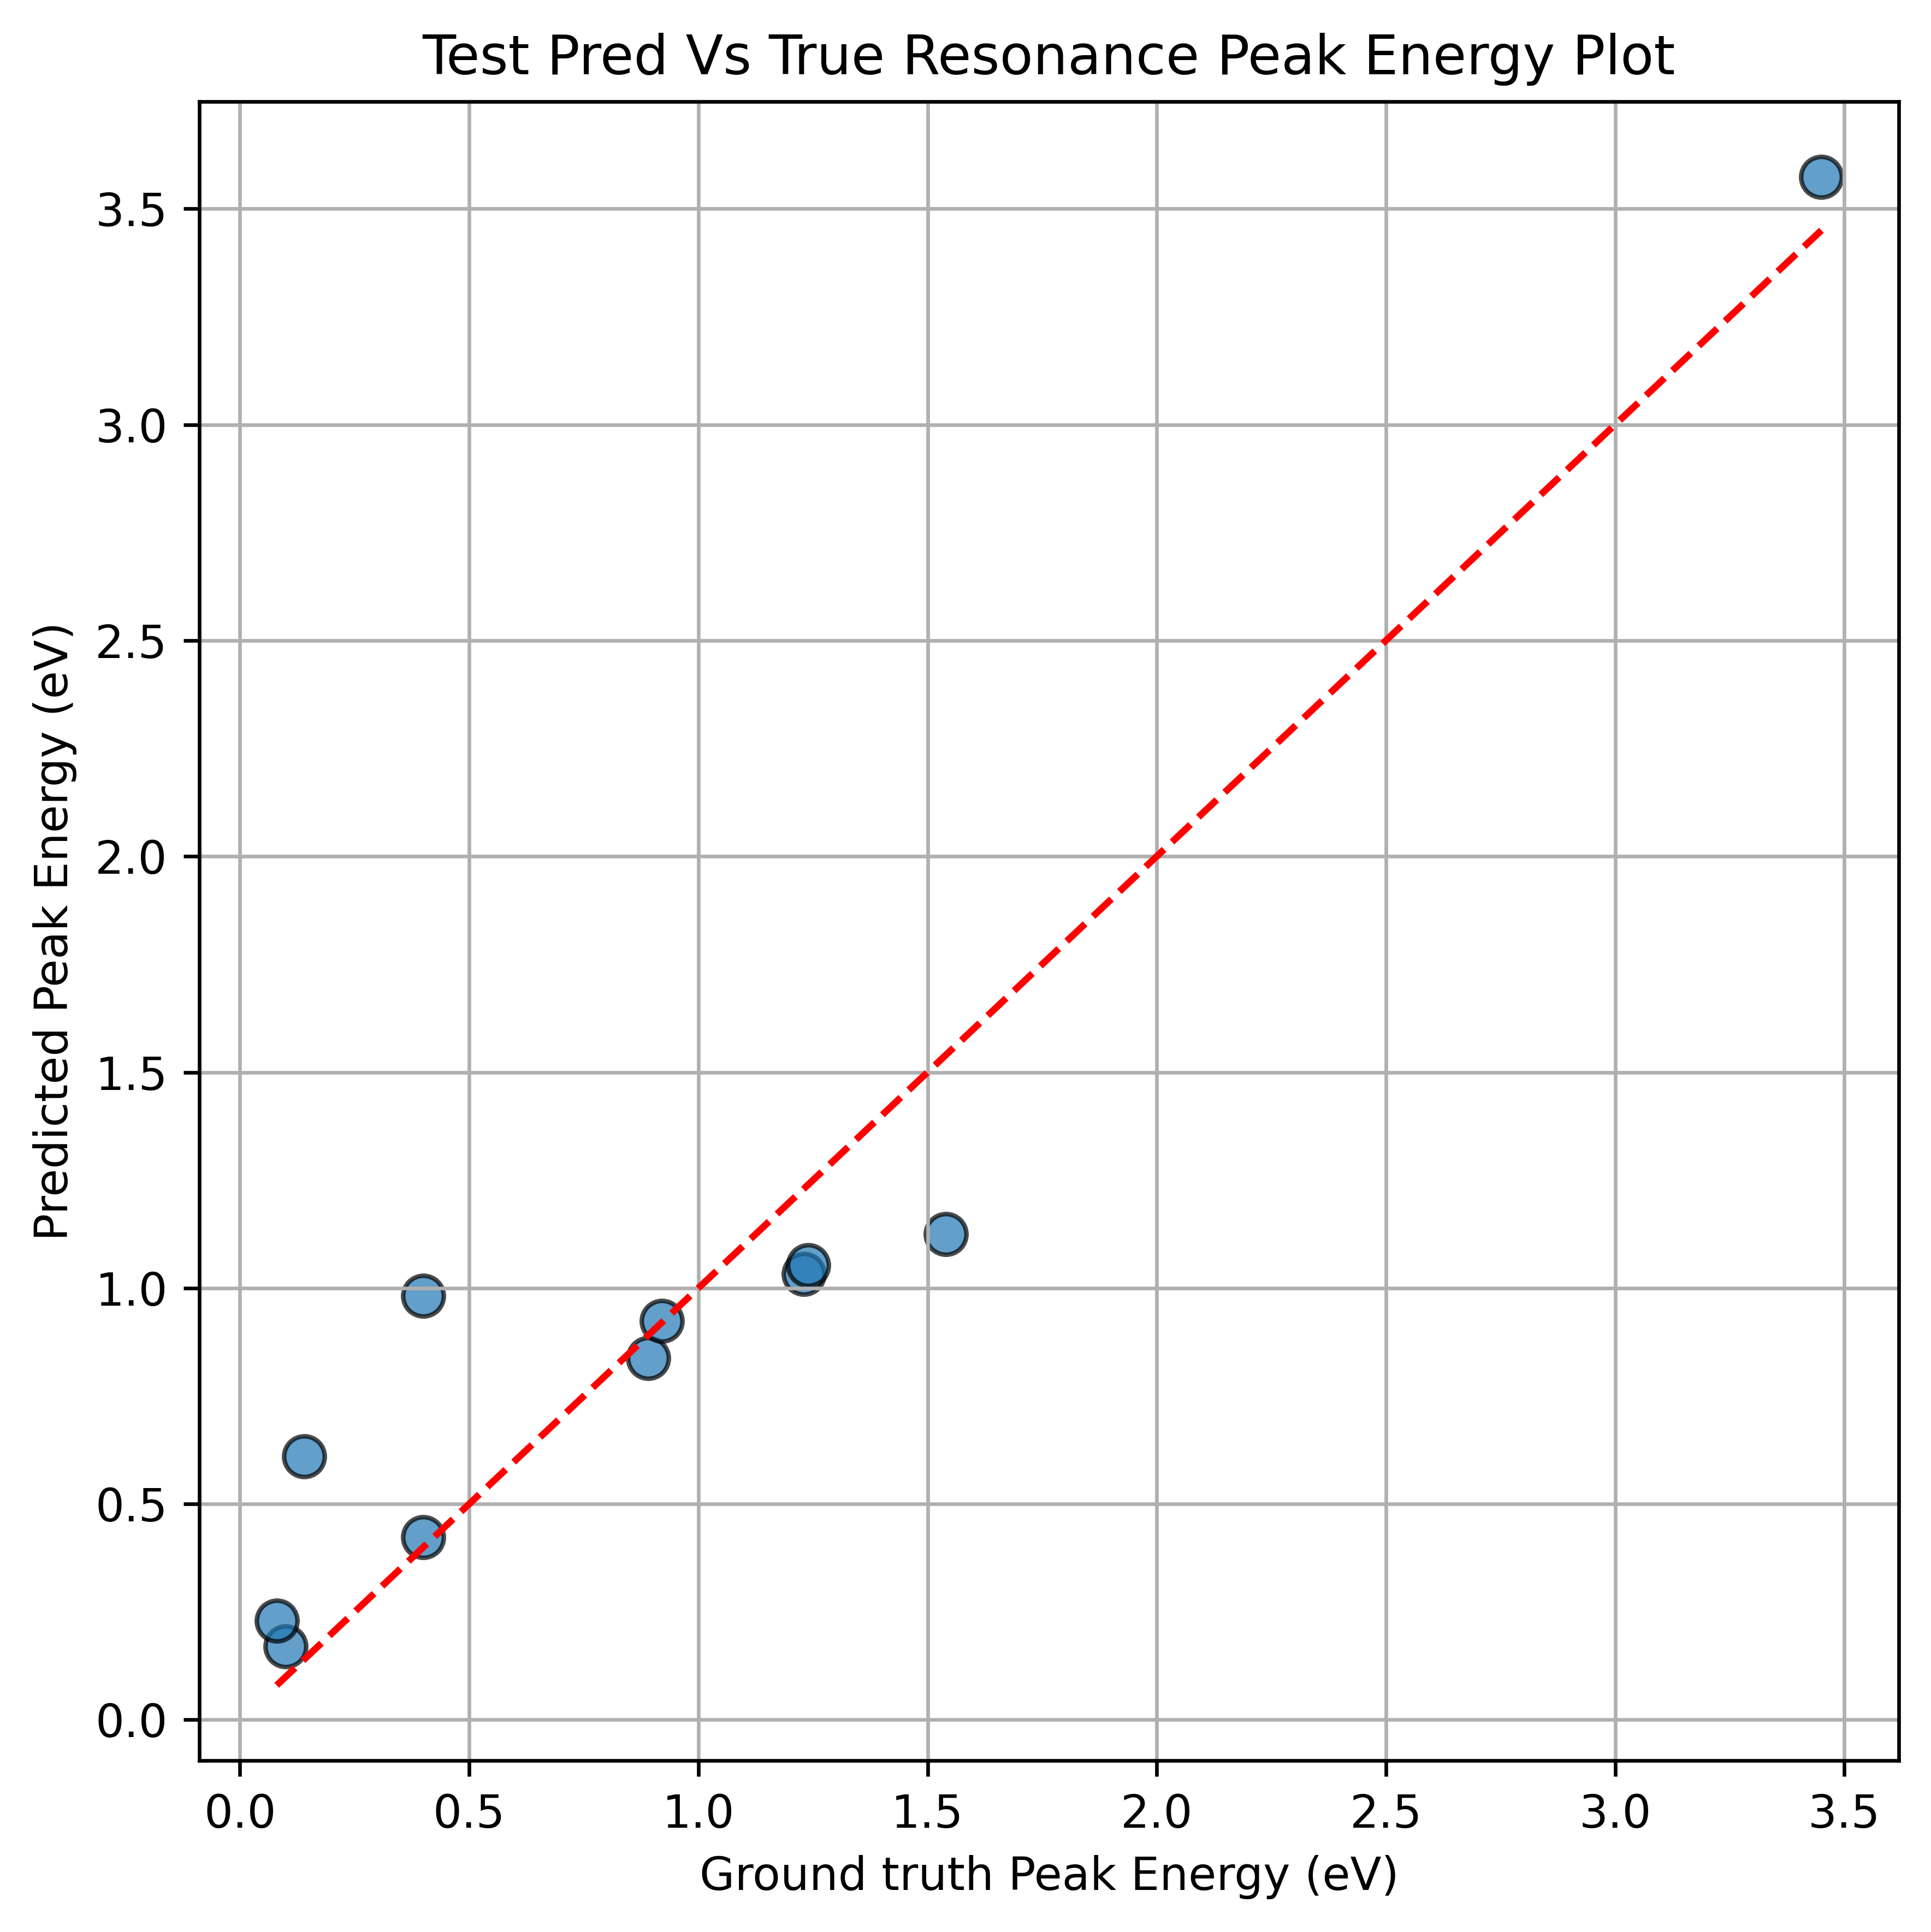 Test Pred Vs True Resonance Peak Energy Plot
Predicted Peak Energy (eV)
3.5
3.0
2.5
2.0
1.5
1.0
0.5
0.0
0.0 0.5 1.0 1.5 2.0 2.5 3.0 3.5
Ground truth Peak Energy (eV)